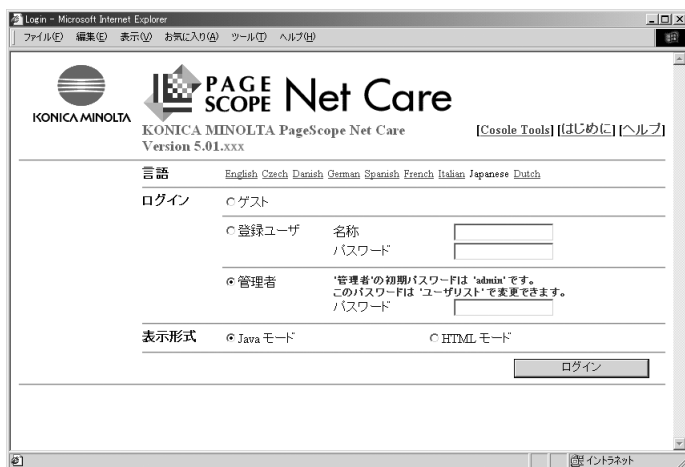 Login - Microsoft Internet Explorer
ファイル(F) 編集(E) 表示(V) お気に入り(A) ツール(T) ヘルプ(H)
KONICA MINOLTA
PAGE SCOPE Net Care
KONICA MINOLTA PageScope Net Care
Version 5.01.xxx
[Cosole Tools] [はじめに] [ヘルプ]
言語 English Czech Danish German Spanish French Italian Japanese Dutch
ログイン ゲスト
登録ユーザ 名称
パスワード
管理者 '管理者'の初期パスワードは 'admin' です。
このパスワードは 'ユーザリスト' で変更できます。
パスワード
表示形式 Java モード HTML モード
ログイン
イントラネット